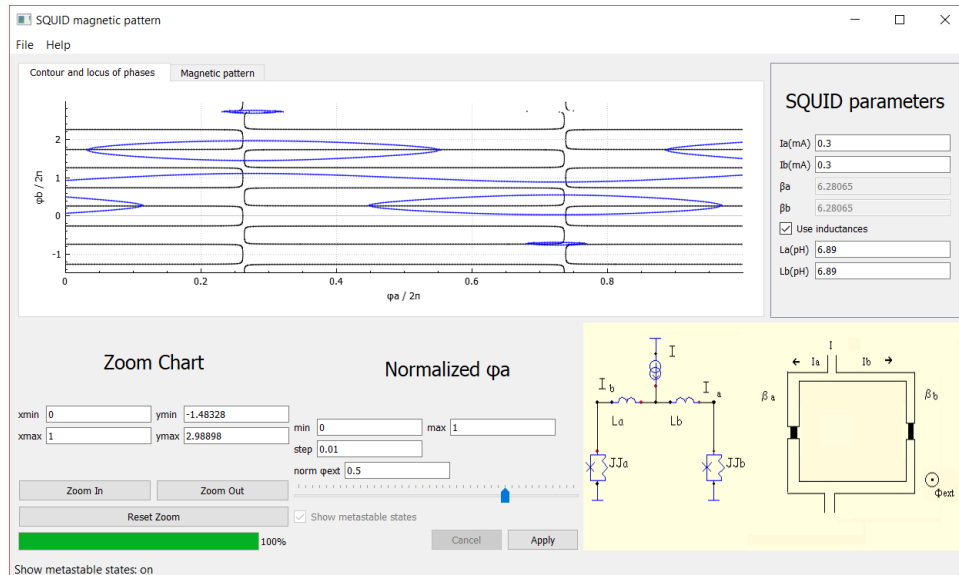 SQUID magnetic pattern
File Help
Contour and locus of phases Magnetic pattern
SQUID parameters
2
1
0
-1
φb / 2π
0 0.2 0.4 0.6 0.8
φa / 2π
Ia(mA) 0.3
Ib(mA) 0.3
βa 6.28065
βb 6.28065
Use inductances
La(pH) 6.89
Lb(pH) 6.89
Zoom Chart
xmin 0 ymin -1.48328
xmax 1 ymax 2.98898
Zoom In Zoom Out
Reset Zoom
100%
Normalized φa
min 0 max 1
step 0.01
norm φext 0.5
Show metastable states
Cancel Apply
I
I b I a
La Lb
JJa JJb
I
Ia Ib
β a β b
Φext
Show metastable states: on